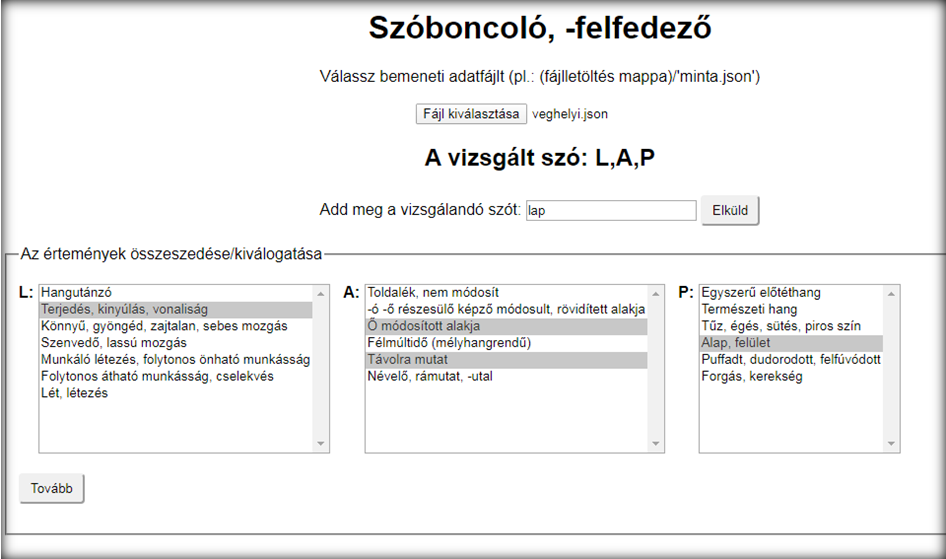 Szóboncoló, -felfedező
Válassz bemeneti adatfájlt (pl.: (fájlletöltés mappa)/'minta.json')
Fájl kiválasztása veghelyi.json
A vizsgált szó: L,A,P
Add meg a vizsgálandó szót: lap Elküld
Az értemények összeszedése/kiválogatása
L:
Hangutánzó
Terjedés, kinyúlás, vonaliság
Könnyű, gyöngéd, zajtalan, sebes mozgás
Szenvedő, lassú mozgás
Munkáló létezés, folytonos önható munkásság
Folytonos átható munkásság, cselekvés
Lét, létezés
A:
Toldalék, nem módosít
-ó -ő részesülő képző módosult, rövidített alakja
Ő módosított alakja
Félmúltidő (mélyhangrendű)
Távolra mutat
Névelő, rámutat, -utal
P:
Egyszerű előtéthang
Természeti hang
Tűz, égés, sütés, piros szín
Alap, felület
Puffadt, dudorodott, felfúvódott
Forgás, kerekség
Tovább